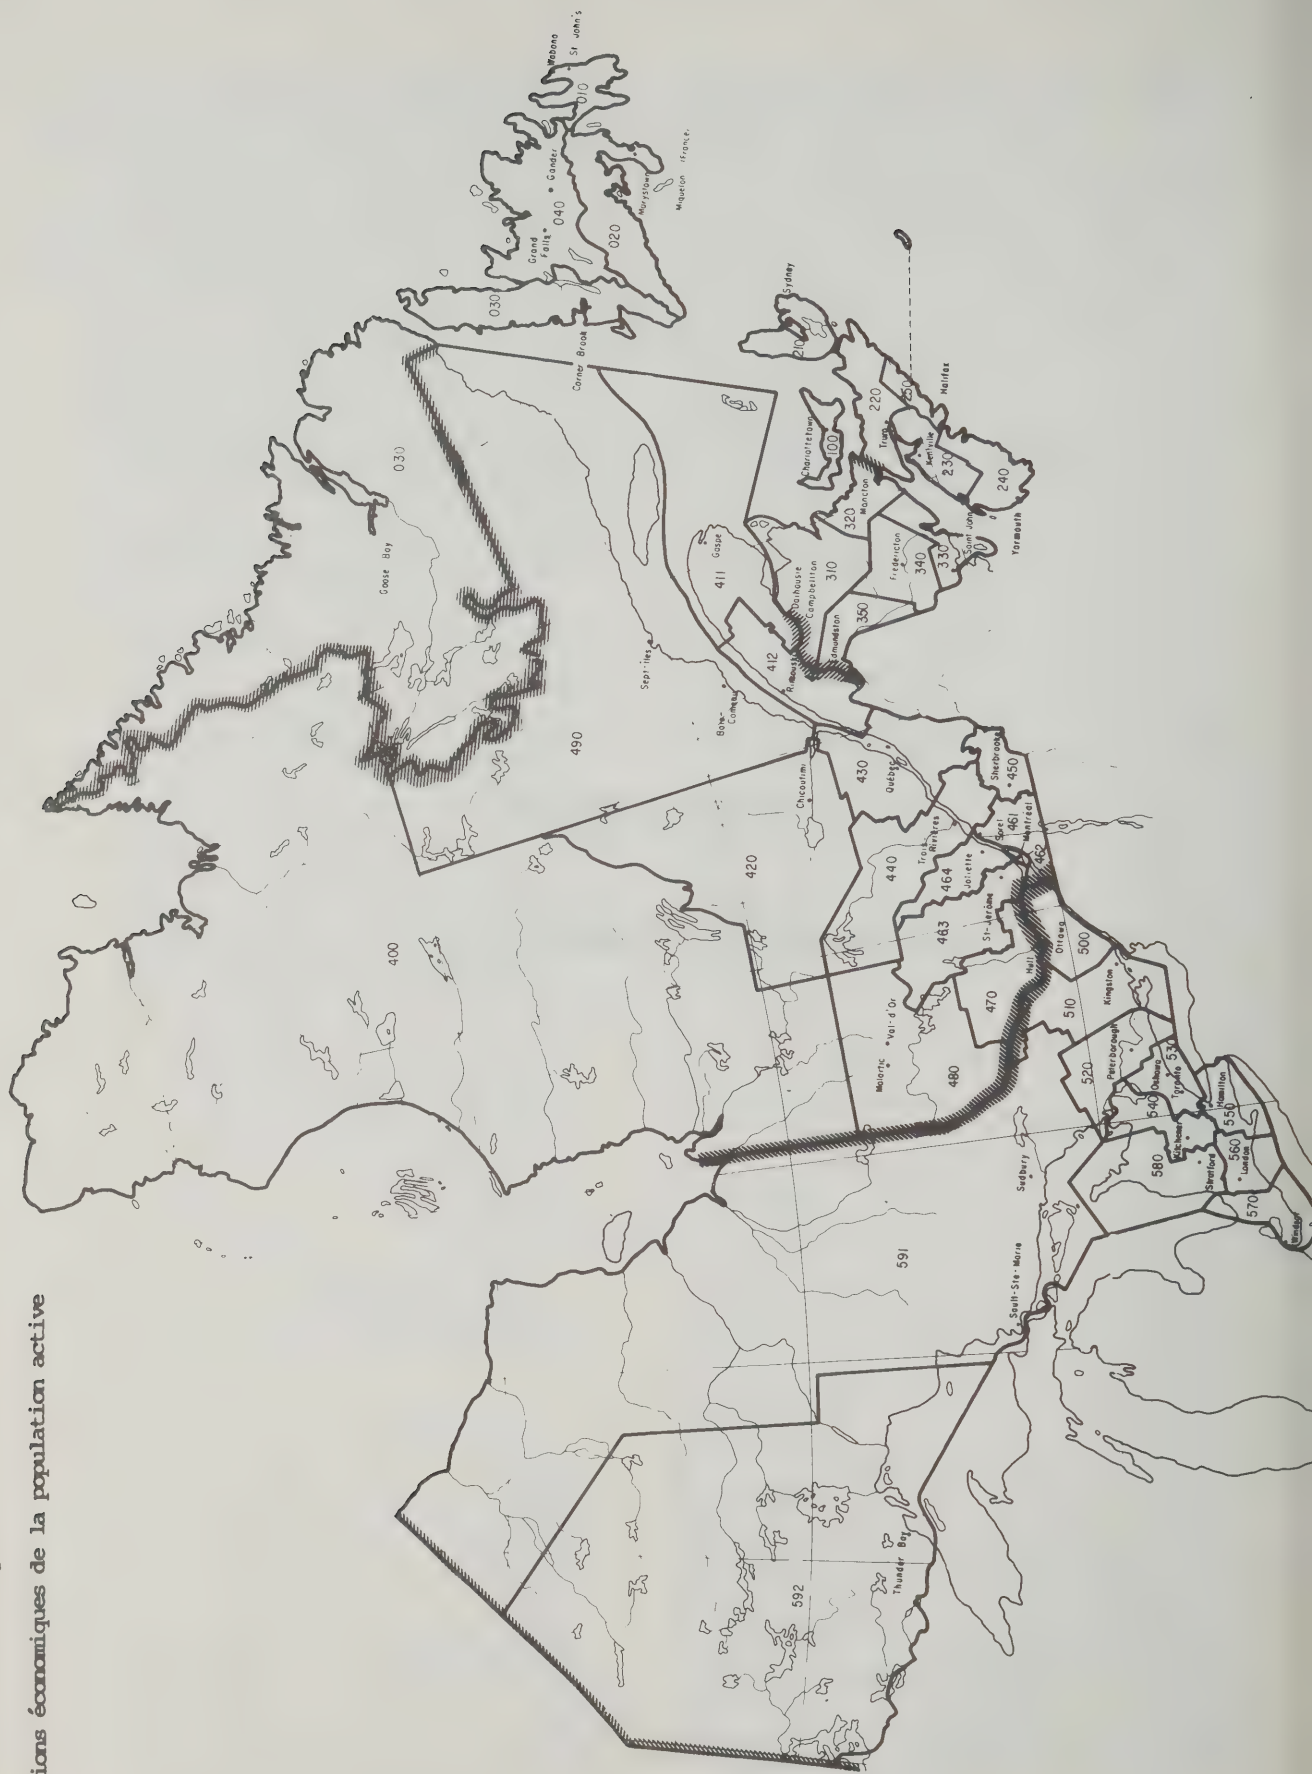 ions économiques de la population active
Wabana
St John's
010
Gander
040
Grand
Falls
020
Marystown
Miquelon (France)
030
Corner Brook
030
Goose Bay
Sydney
210
220
250
Halifax
Truro
Kentville
230
240
Yarmouth
Charlottetown
100
Moncton
320
310
Fredericton
340
330
Saint John
350
Edmundston
Dalhousie
Campbellton
Gaspe
411
412
Rimouski
Sept-Iles
Baie-
Comeau
490
400
420
Chicoutimi
430
Québec
440
Trois
Rivières
464
Joliette
463
St-Jerôme
Sorel
461
Montréal
462
Sherbrooke
450
Malartic
Val-d'Or
480
470
Hull
Ottawa
500
510
Kingston
520
Peterborough
530
Oshawa
540
Toronto
Hamilton
550
Kitchener
580
Stratford
560
London
570
Windsor
Sudbury
Sault-Ste-Marie
591
592
Thunder Bay